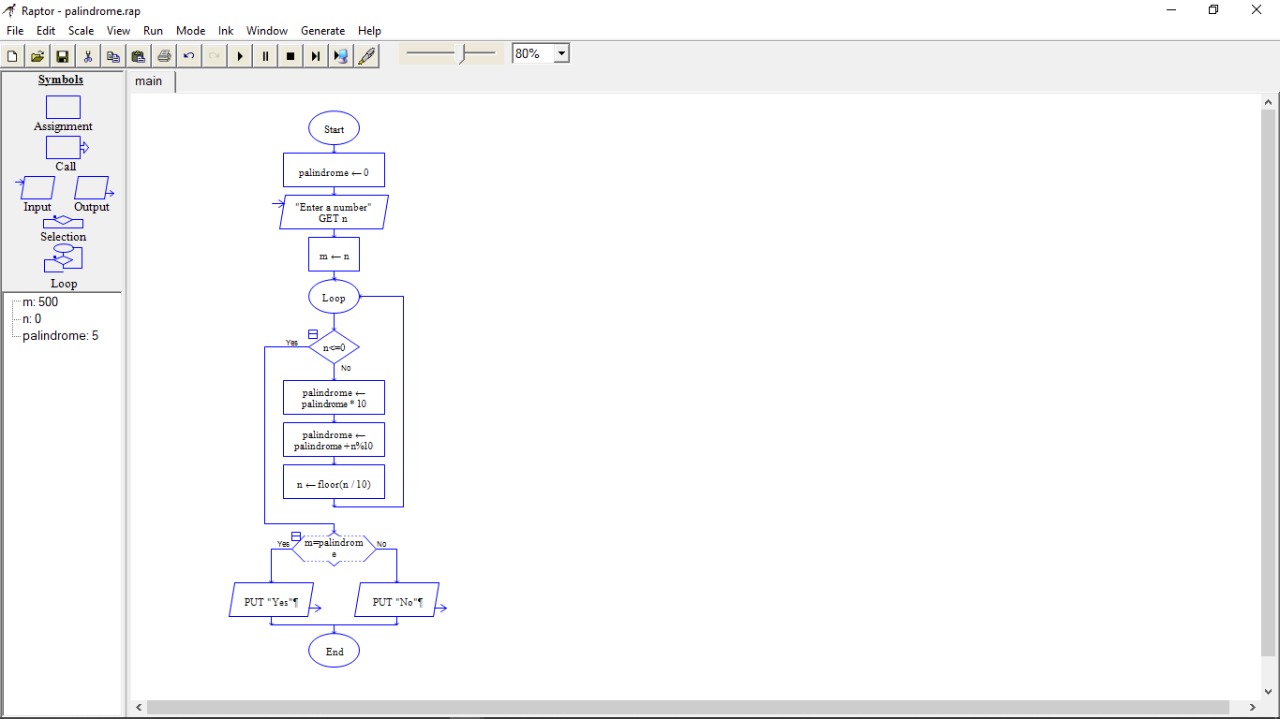 Raptor - palindrome.rap
File Edit Scale View Run Mode Ink Window Generate Help
80%
Symbols
main
Assignment
Call
Input Output
Selection
Loop
m: 500
n: 0
palindrome: 5
Start
palindrome ← 0
"Enter a number"
GET n
m ← n
Loop
Yes
n<=0
No
palindrome ←
palindrome * 10
palindrome ←
palindrome + n%10
n ← floor(n / 10)
Yes
m=palindrom
e
No
PUT "Yes"¶
PUT "No"¶
End